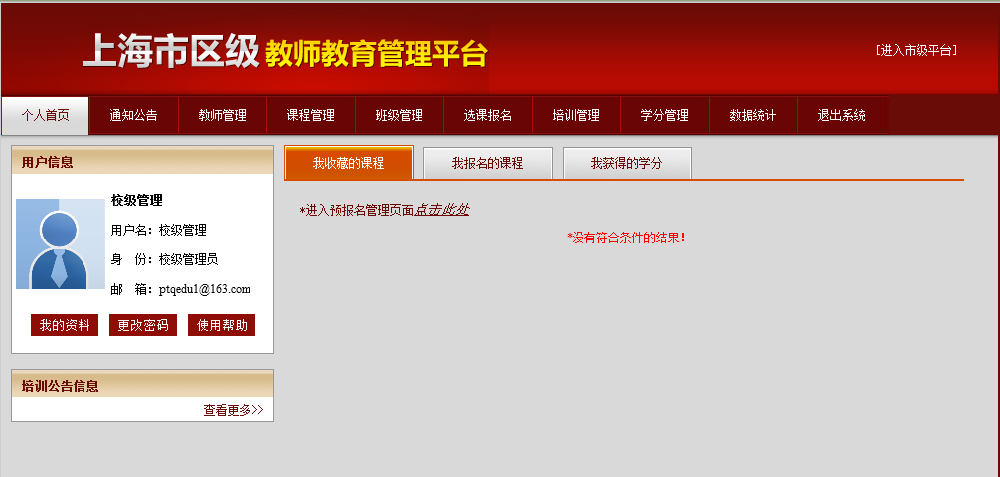 上海市区级 教师教育管理平台
[进入市级平台]
个人首页 通知公告 教师管理 课程管理 班级管理 选课报名 培训管理 学分管理 数据统计 退出系统
用户信息
校级管理
用户名：校级管理
身 份：校级管理员
邮 箱：ptqedu1@163.com
我的资料 更改密码 使用帮助
培训公告信息
查看更多>>
我收藏的课程 我报名的课程 我获得的学分
*进入预报名管理页面点击此处
*没有符合条件的结果！